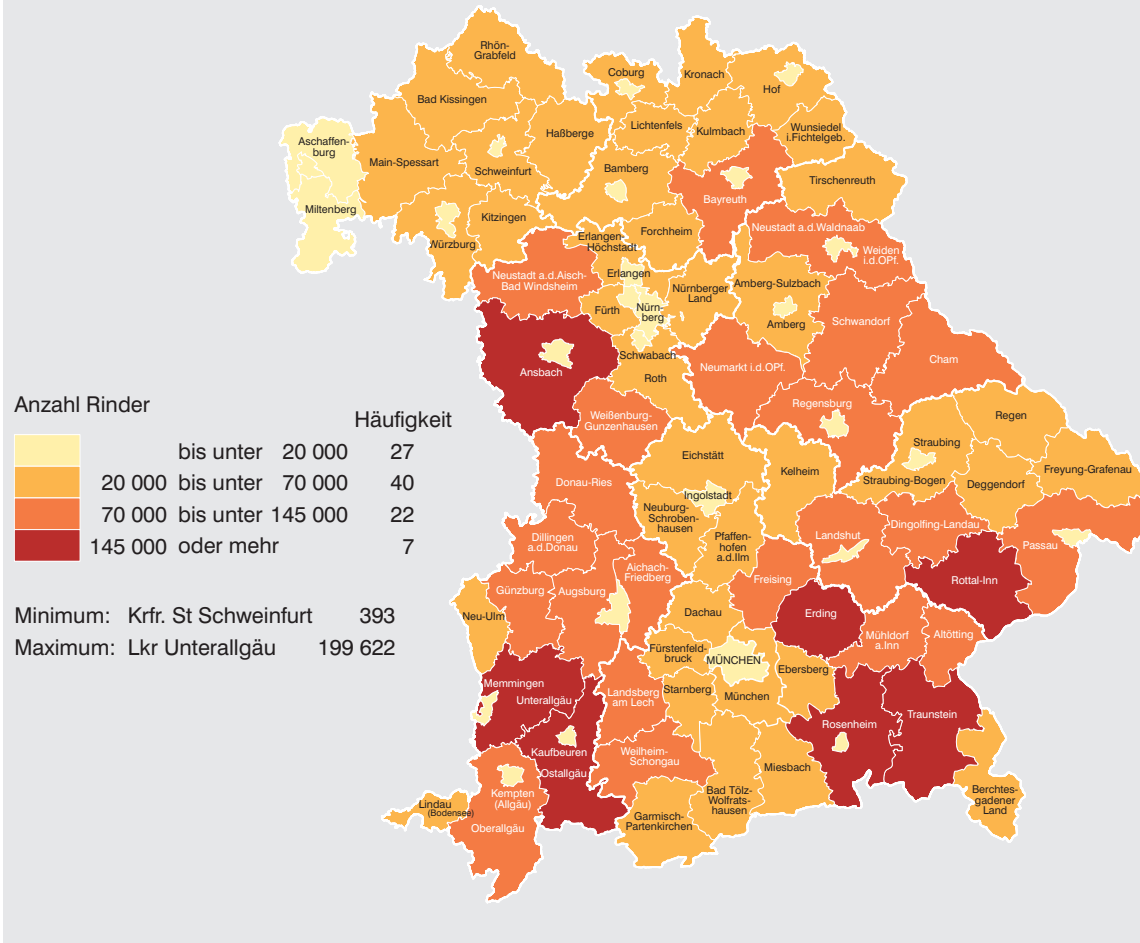 Rhön-
Grabfeld
Coburg
Kronach
Hof
Bad Kissingen
Lichtenfels
Kulmbach
Wunsiedel
i.Fichtelgeb.
Haßberge
Aschaffen-
burg
Main-Spessart
Schweinfurt
Bamberg
Bayreuth
Tirschenreuth
Miltenberg
Würzburg
Kitzingen
Erlangen-
Höchstadt
Forchheim
Neustadt a.d.Waldnaab
Weiden
i.d.OPf.
Neustadt a.d.Aisch-
Bad Windsheim
Erlangen
Fürth
Nürn-
berg
Nürnberger
Land
Amberg-Sulzbach
Amberg
Schwandorf
Cham
Ansbach
Schwabach
Roth
Neumarkt i.d.OPf.
Regensburg
Weißenburg-
Gunzenhausen
Regen
Straubing
Straubing-Bogen
Deggendorf
Freyung-Grafenau
Eichstätt
Kelheim
Donau-Ries
Ingolstadt
Neuburg-
Schroben-
hausen
Pfaffen-
hofen
a.d.Ilm
Landshut
Dingolfing-Landau
Passau
Rottal-Inn
Dillingen
a.d.Donau
Günzburg
Augsburg
Aichach-
Friedberg
Freising
Erding
Mühldorf
a.Inn
Altötting
Neu-Ulm
Dachau
Fürstenfeld-
bruck
MÜNCHEN
München
Ebersberg
Starnberg
Landsberg
am Lech
Memmingen
Unterallgäu
Kaufbeuren
Ostallgäu
Weilheim-
Schongau
Rosenheim
Traunstein
Miesbach
Bad Tölz-
Wolfrats-
hausen
Garmisch-
Partenkirchen
Berchtes-
gadener
Land
Kempten
(Allgäu)
Oberallgäu
Lindau
(Bodensee)
Anzahl Rinder
Häufigkeit
bis unter 20 000 27
20 000 bis unter 70 000 40
70 000 bis unter 145 000 22
145 000 oder mehr 7
Minimum: Krfr. St Schweinfurt 393
Maximum: Lkr Unterallgäu 199 622